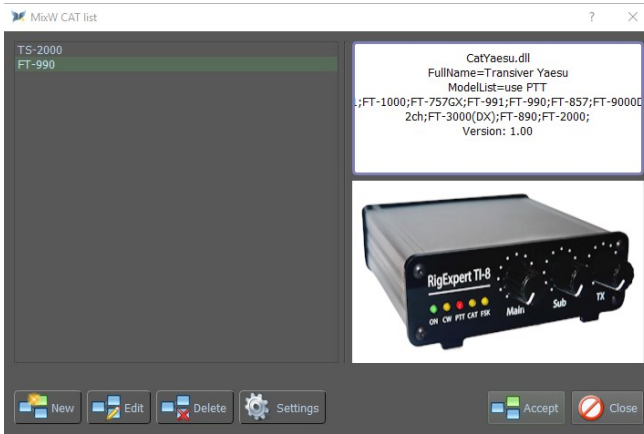 MixW CAT list
TS-2000
FT-990
CatYaesu.dll
FullName=Transiver Yaesu
ModelList=use PTT
;FT-1000;FT-757GX;FT-991;FT-990;FT-857;FT-9000D
2ch;FT-3000(DX);FT-890;FT-2000;
Version: 1.00
RigExpert TI-8
ON CW PTT CAT FSK
Main
Sub
TX
New
Edit
Delete
Settings
Accept
Close